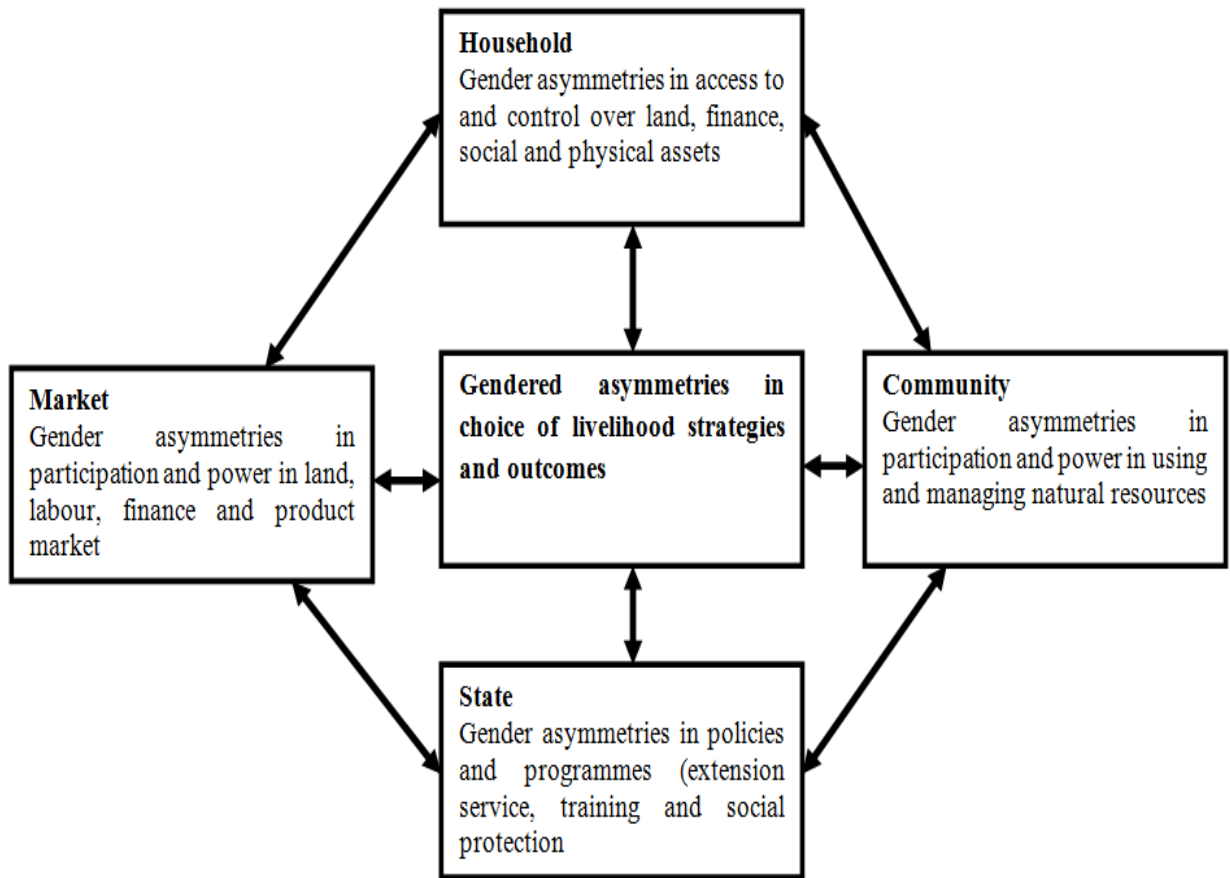 Household
Gender asymmetries in access to
and control over land, finance,
social and physical assets
Market
Gender asymmetries in
participation and power in land,
labour, finance and product
market
Gendered asymmetries in
choice of livelihood strategies
and outcomes
Community
Gender asymmetries in
participation and power in using
and managing natural resources
State
Gender asymmetries in policies
and programmes (extension
service, training and social
protection